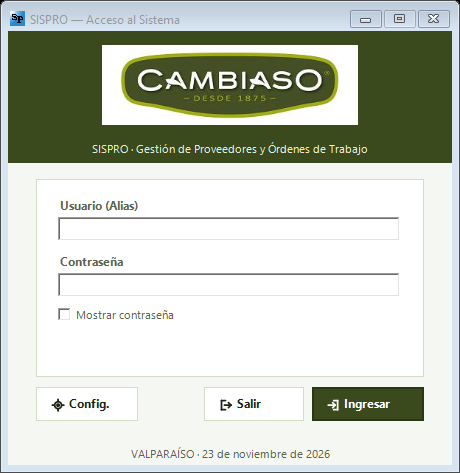 Sp SISPRO — Acceso al Sistema
CAMBIASO®
– DESDE 1875 –
SISPRO · Gestión de Proveedores y Órdenes de Trabajo
Usuario (Alias)
Contraseña
Mostrar contraseña
Config. Salir Ingresar
VALPARAÍSO · 23 de noviembre de 2026